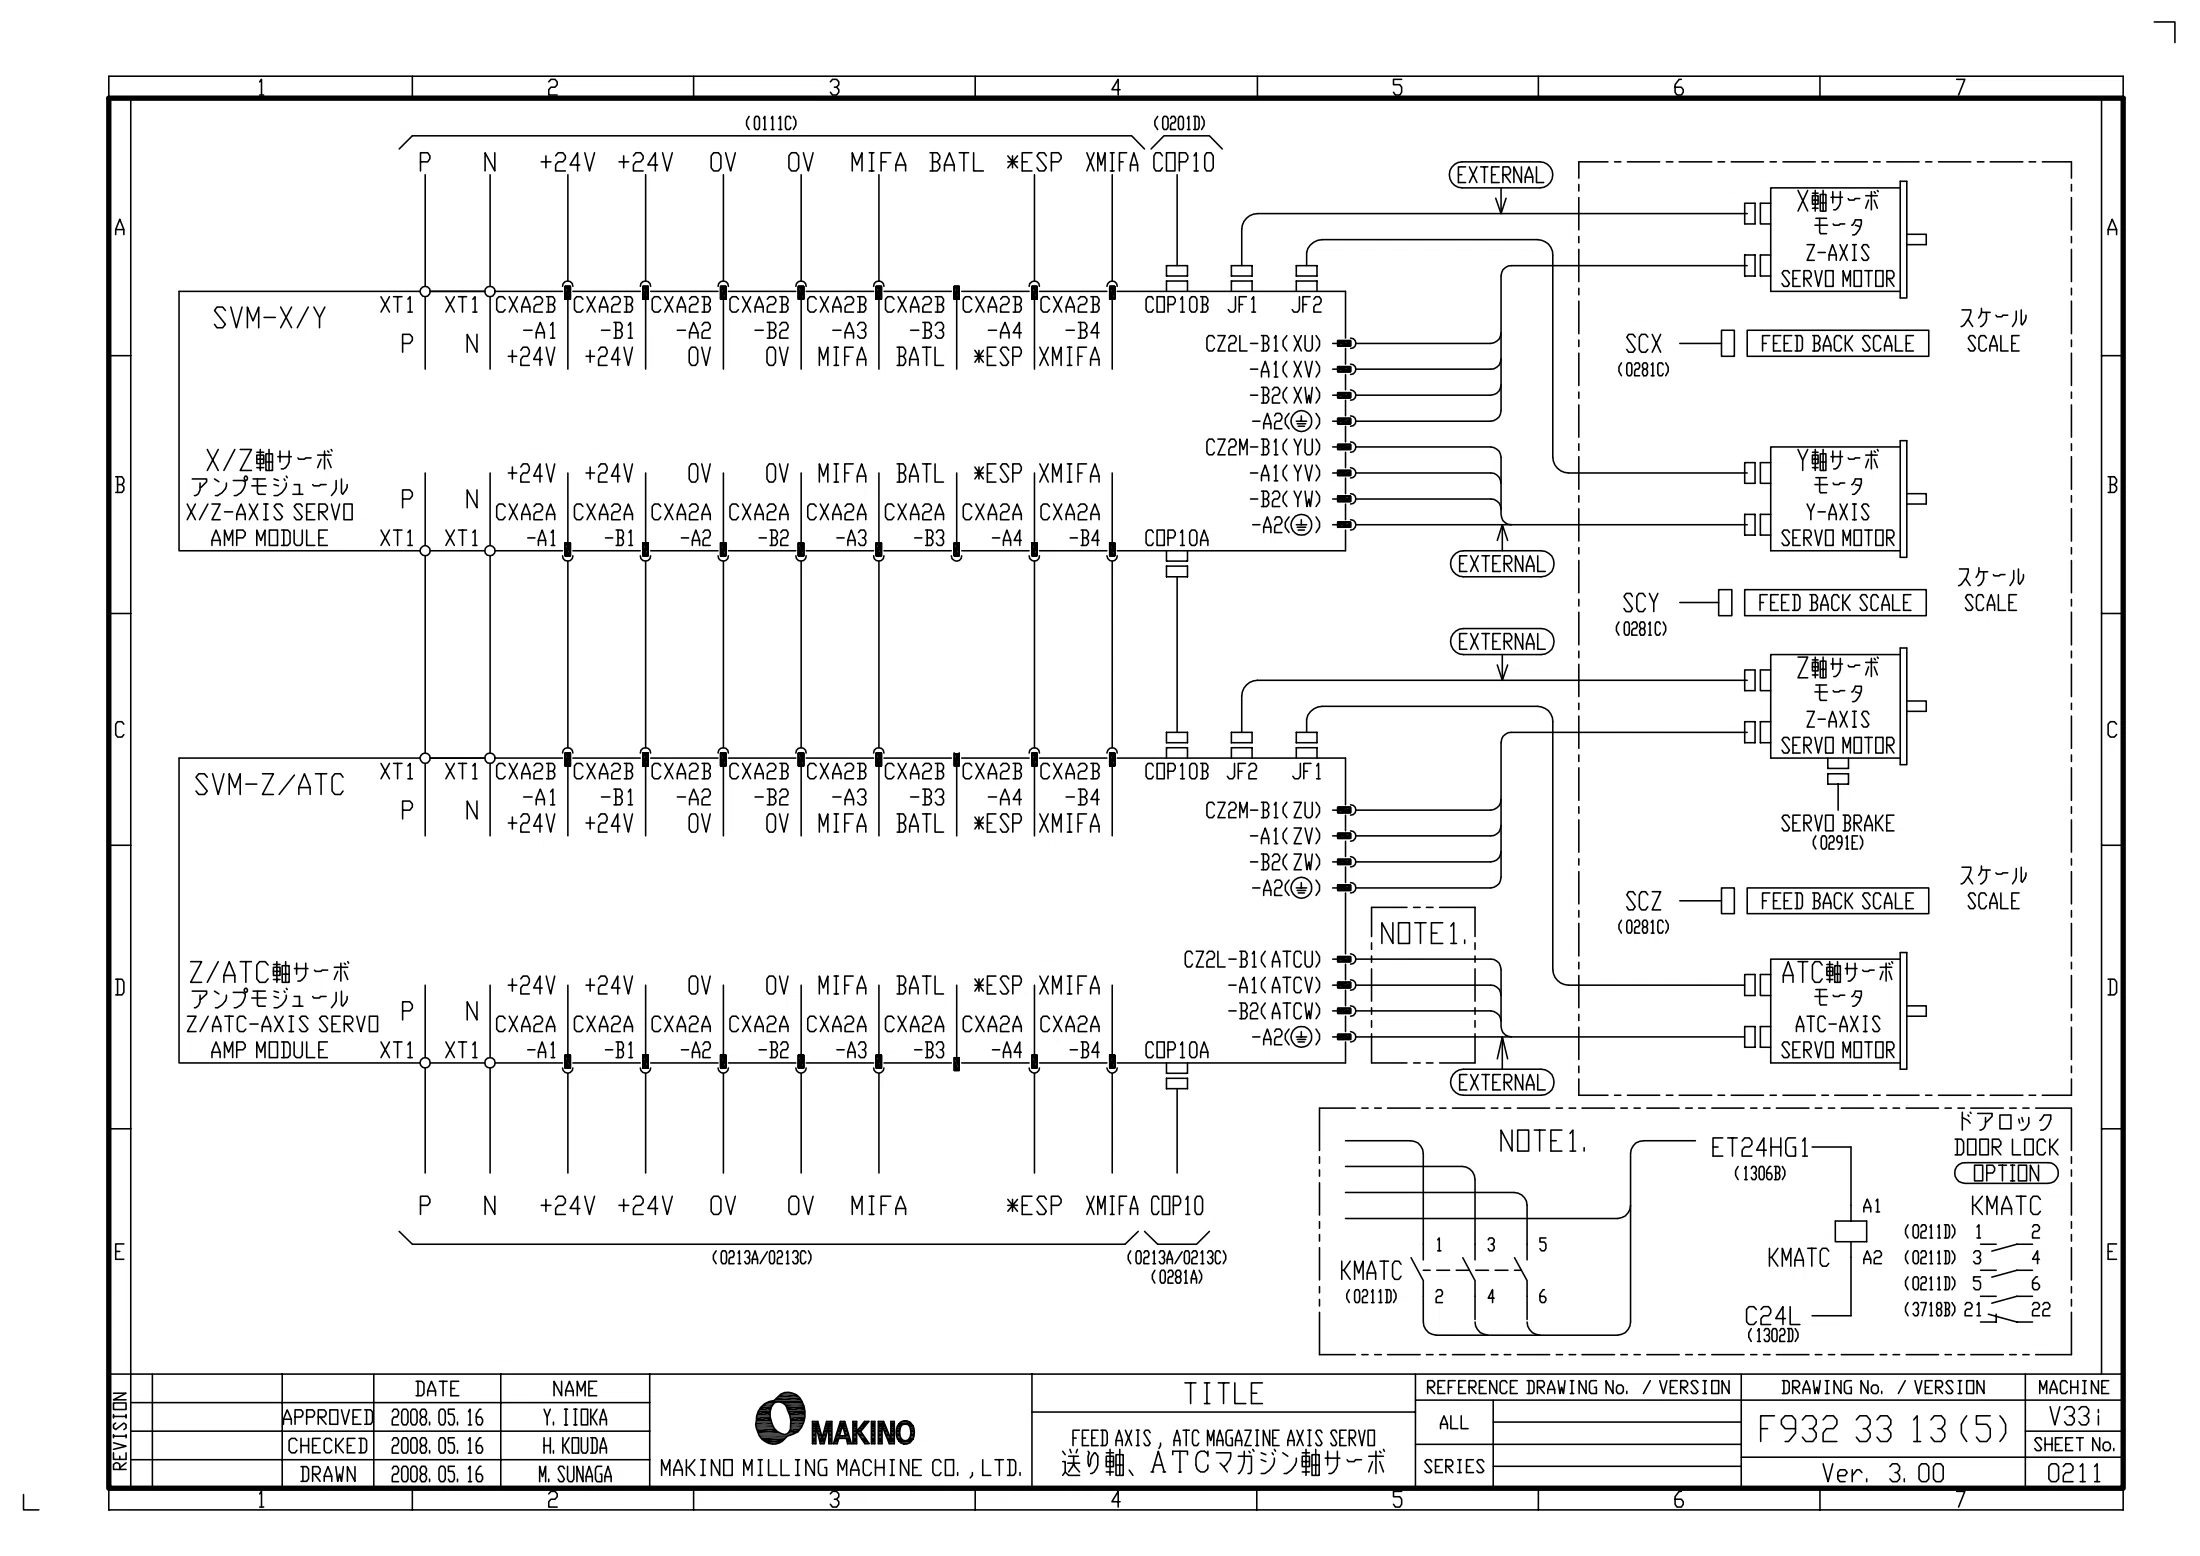 1 2 3 4 5 6 7
(0111C) (0201D)
P N +24V +24V 0V 0V MIFA BATL *ESP XMIFA COP10
EXTERNAL
A A
X軸サーボ
モータ
Z-AXIS
SERVO MOTOR
SVM-X/Y
XT1 XT1 CXA2B CXA2B CXA2B CXA2B CXA2B CXA2B CXA2B CXA2B COP10B JF1 JF2
-A1 -B1 -A2 -B2 -A3 -B3 -A4 -B4
P N +24V +24V 0V 0V MIFA BATL *ESP XMIFA
CZ2L-B1(XU)
-A1(XV)
-B2(XW)
-A2( )
CZ2M-B1(YU)
-A1(YV)
-B2(YW)
-A2( )
SCX
(0281C)
FEED BACK SCALE
スケール
SCALE
B B
X/Z軸サーボ
アンプモジュール
X/Z-AXIS SERVO
AMP MODULE
P N +24V +24V 0V 0V MIFA BATL *ESP XMIFA
CXA2A CXA2A CXA2A CXA2A CXA2A CXA2A CXA2A CXA2A
XT1 XT1 -A1 -B1 -A2 -B2 -A3 -B3 -A4 -B4 COP10A
Y軸サーボ
モータ
Y-AXIS
SERVO MOTOR
EXTERNAL
SCY
(0281C)
FEED BACK SCALE
スケール
SCALE
EXTERNAL
C C
Z軸サーボ
モータ
Z-AXIS
SERVO MOTOR
SERVO BRAKE
(0291E)
SVM-Z/ATC
XT1 XT1 CXA2B CXA2B CXA2B CXA2B CXA2B CXA2B CXA2B CXA2B COP10B JF2 JF1
-A1 -B1 -A2 -B2 -A3 -B3 -A4 -B4
P N +24V +24V 0V 0V MIFA BATL *ESP XMIFA
CZ2M-B1(ZU)
-A1(ZV)
-B2(ZW)
-A2( )
SCZ
(0281C)
FEED BACK SCALE
スケール
SCALE
NOTE1.
CZ2L-B1(ATCU)
-A1(ATCV)
-B2(ATCW)
-A2( )
D D
Z/ATC軸サーボ
アンプモジュール
Z/ATC-AXIS SERVO
AMP MODULE
P N +24V +24V 0V 0V MIFA BATL *ESP XMIFA
CXA2A CXA2A CXA2A CXA2A CXA2A CXA2A CXA2A CXA2A
XT1 XT1 -A1 -B1 -A2 -B2 -A3 -B3 -A4 -B4 COP10A
ATC軸サーボ
モータ
ATC-AXIS
SERVO MOTOR
EXTERNAL
P N +24V +24V 0V 0V MIFA *ESP XMIFA COP10
(0213A/0213C) (0213A/0213C)
(0281A)
E E
NOTE1.
ET24HG1
(1306B)
A1
KMATC A2
C24L
(1302D)
1 3 5
KMATC
(0211D) 2 4 6
ドアロック
DOOR LOCK
OPTION
KMATC
(0211D) 1 2
(0211D) 3 4
(0211D) 5 6
(3718B) 21 22
REVISION
DATE NAME
APPROVED 2008.05.16 Y.IIOKA
CHECKED 2008.05.16 H.KOUDA
DRAWN 2008.05.16 M.SUNAGA
MAKINO
MAKINO MILLING MACHINE CO.,LTD.
TITLE
FEED AXIS, ATC MAGAZINE AXIS SERVO
送り軸、ATCマガジン軸サーボ
REFERENCE DRAWING No. / VERSION
ALL
SERIES
DRAWING No. / VERSION
F932 33 13(5)
Ver. 3.00
MACHINE
V33i
SHEET No.
0211
1 2 3 4 5 6 7